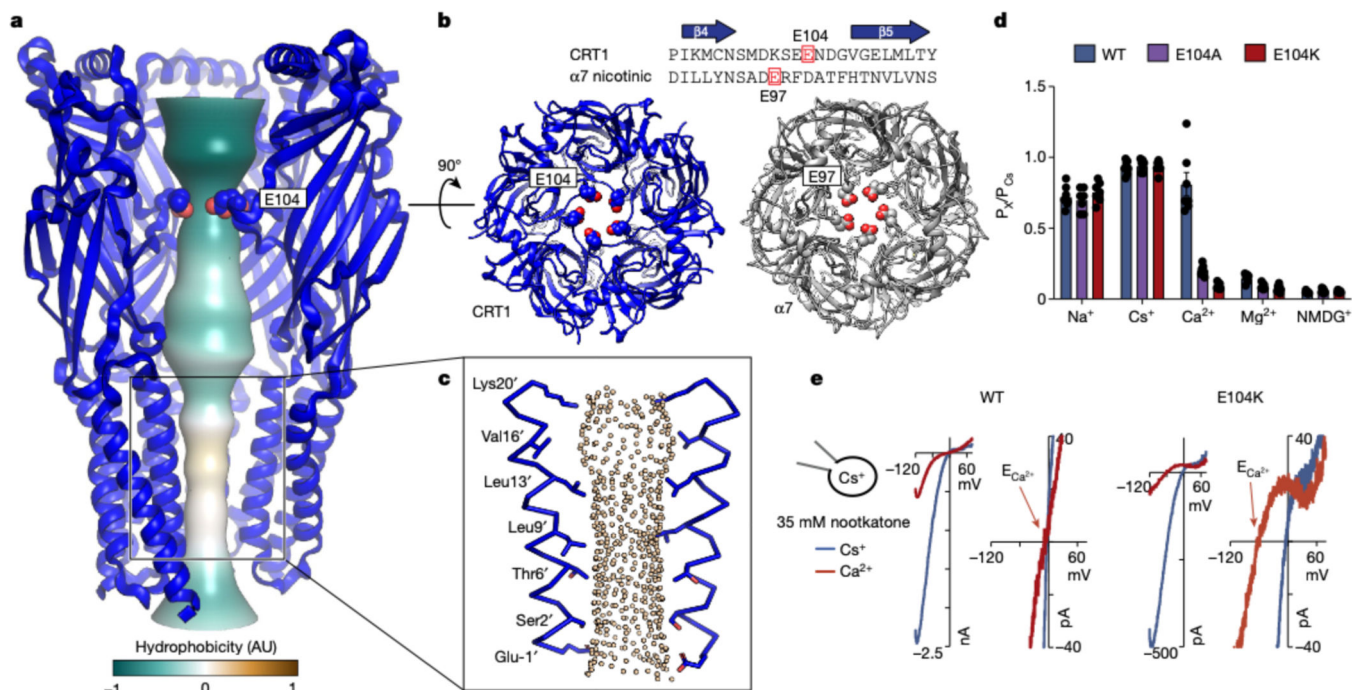 a
E104
Hydrophobicity (AU)
−1 0 1
b
β4 β5
E104
CRT1 PIKMCNSMDKSEENDGVGELMLTY
α7 nicotinic DILLYNSADERFDATFHTNVLVNS
E97
90°
E104
CRT1
E97
α7
c
Lys20′
Val16′
Leu13′
Leu9′
Thr6′
Ser2′
Glu-1′
d
WT E104A E104K
PX/PCs
1.5
1.0
0.5
0
Na⁺ Cs⁺ Ca²⁺ Mg²⁺ NMDG⁺
e
WT E104K
Cs⁺
35 mM nootkatone
Cs⁺
Ca²⁺
−120 60
mV
−2.5 nA
40
E Ca²⁺
−120 60
mV
pA
−40
−120 60
mV
−500 pA
40
E Ca²⁺
−120 60
mV
pA
−40